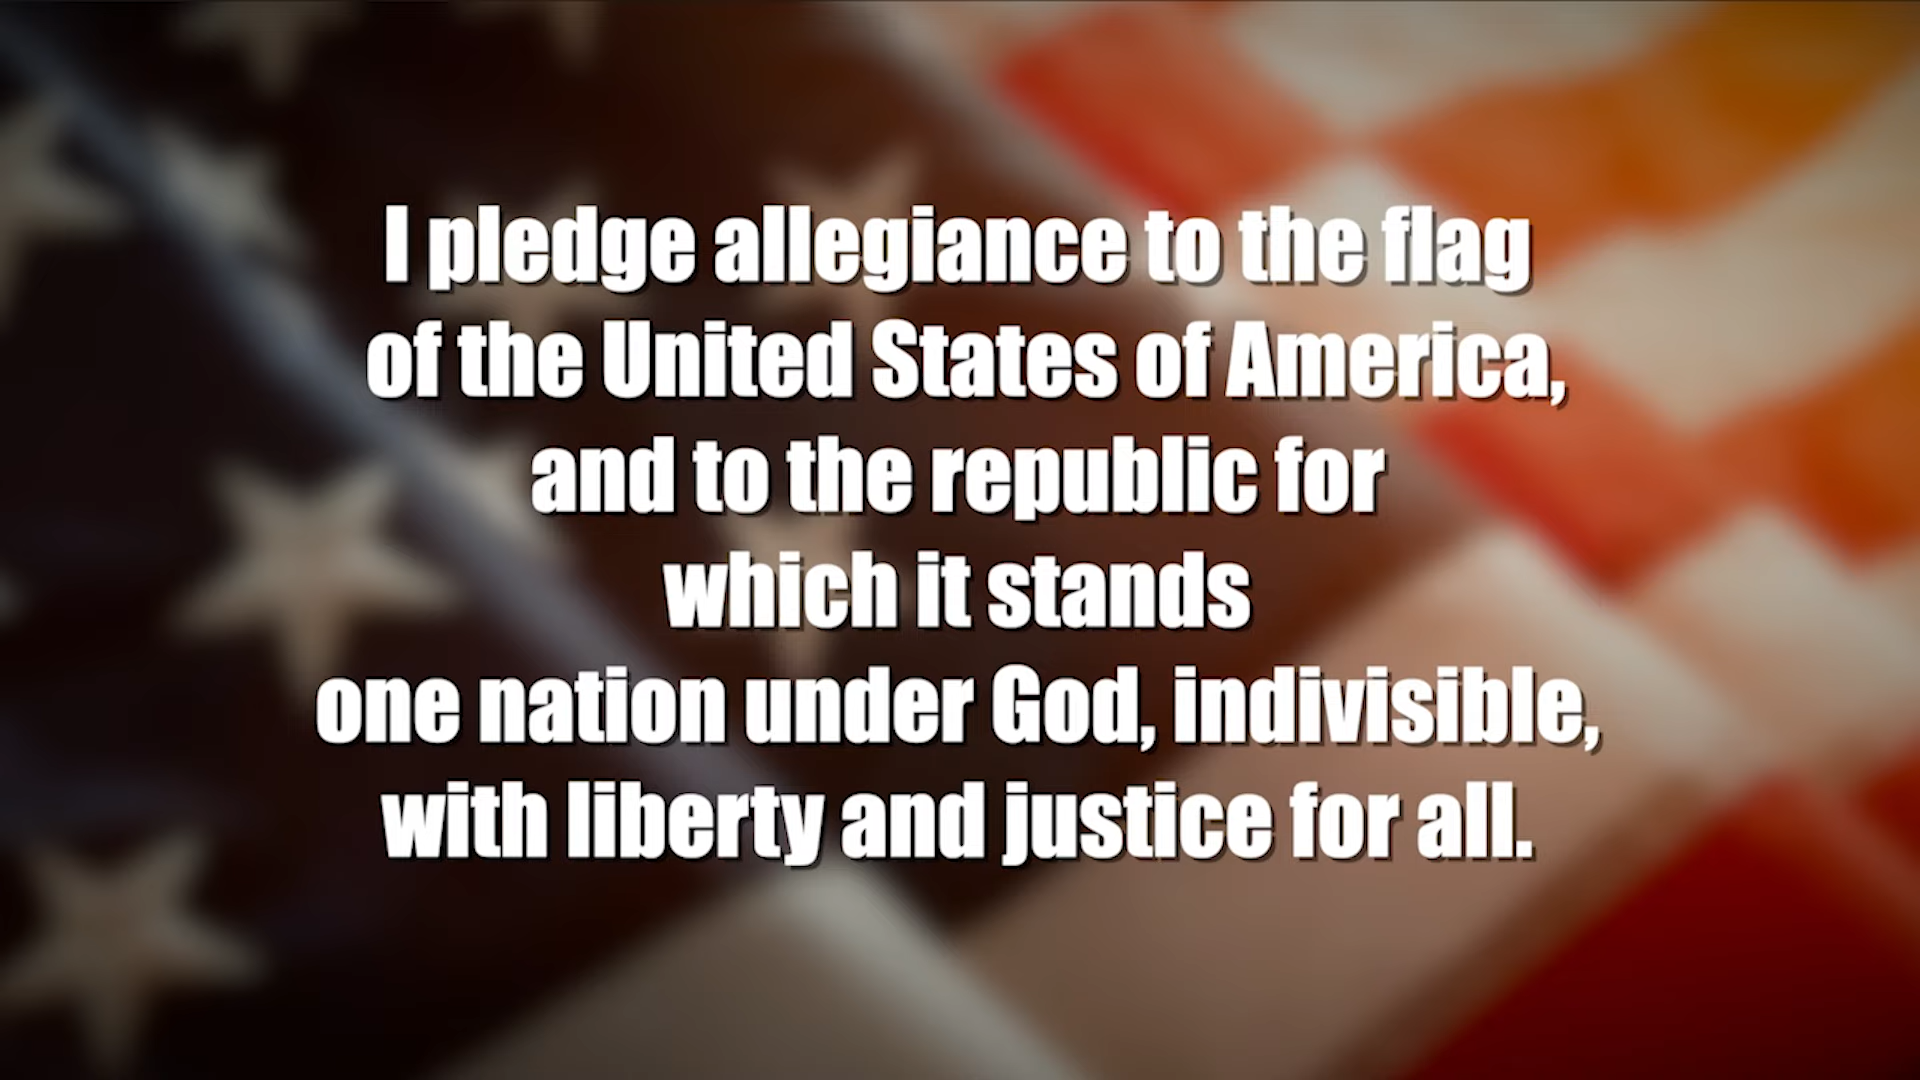 I pledge allegiance to the flag
of the United States of America,
and to the republic for
which it stands
one nation under God, indivisible,
with liberty and justice for all.